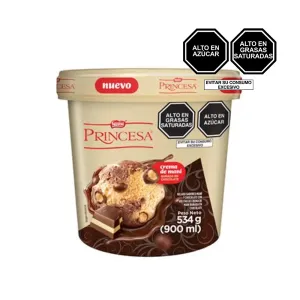 ALTO EN
AZÚCAR
ALTO EN
GRASAS
SATURADAS
EVITAR SU CONSUMO
EXCESIVO
nuevo
ALTO EN
GRASAS
SATURADAS
ALTO EN
AZÚCAR
EVITAR SU CONSUMO
EXCESIVO
Nestlé
PRINCESA
crema
de maní
Peso Neto
534 g
(900 ml)